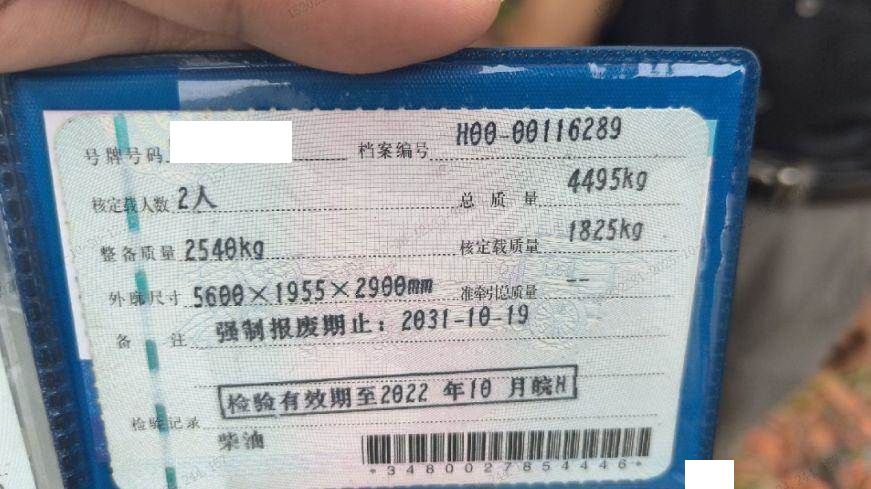 号牌号码 档案编号 H00-00116289
核定载人数 2人 总质量 4495kg
整备质量 2540kg 核定载质量 1825kg
外廓尺寸 5600×1955×2900mm 准牵引总质量 --
备注 强制报废期止：2031-10-19
检验有效期至2022 年10 月皖H
检验记录
柴油
*3480027854446*